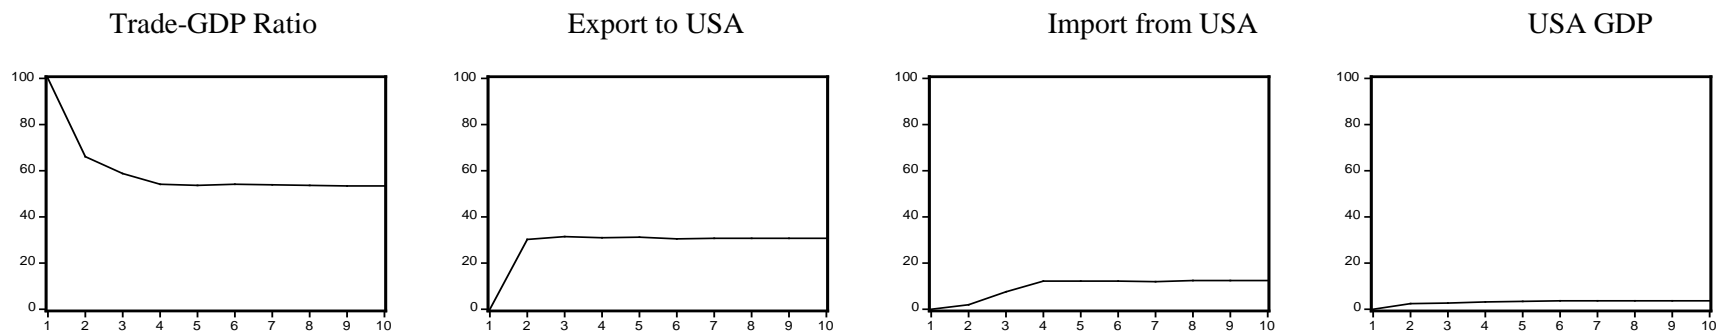 Trade-GDP Ratio Export to USA Import from USA USA GDP
100 100 100 100
80 80 80 80
60 60 60 60
40 40 40 40
20 20 20 20
0 0 0 0
1 2 3 4 5 6 7 8 9 10 1 2 3 4 5 6 7 8 9 10 1 2 3 4 5 6 7 8 9 10 1 2 3 4 5 6 7 8 9 10